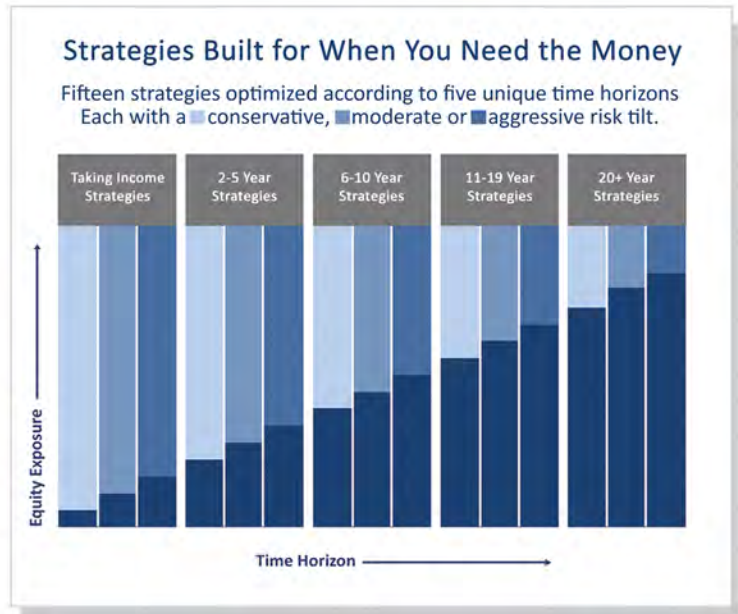 Strategies Built for When You Need the Money
Fifteen strategies optimized according to five unique time horizons
Each with a conservative, moderate or aggressive risk tilt.
Taking Income
Strategies
2-5 Year
Strategies
6-10 Year
Strategies
11-19 Year
Strategies
20+ Year
Strategies
Equity Exposure
Time Horizon